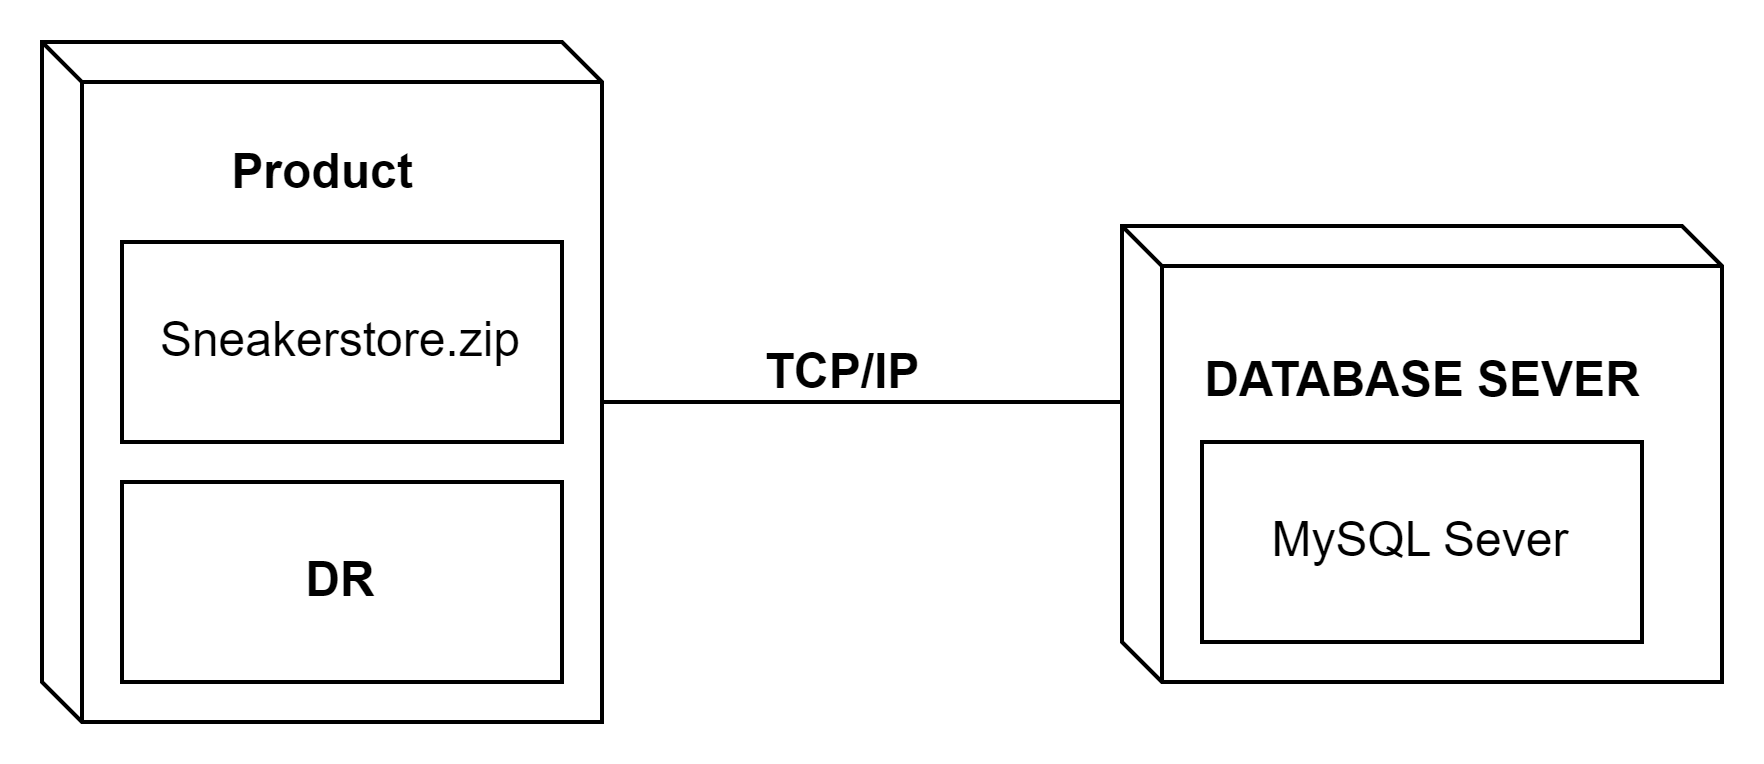 Product
Sneakerstore.zip
DR
TCP/IP
DATABASE SEVER
MySQL Sever